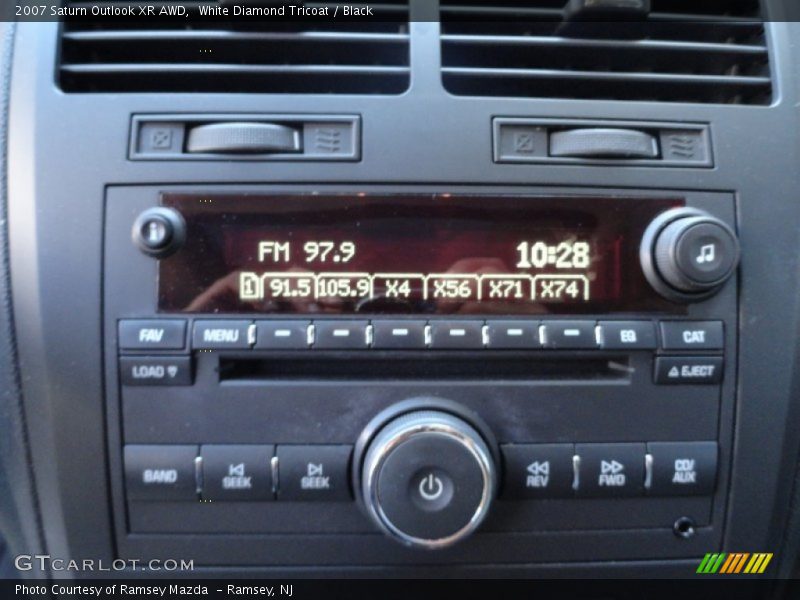 2007 Saturn Outlook XR AWD, White Diamond Tricoat / Black
FM 97.9 10:28
1 91.5 105.9 X4 X56 X71 X74
FAV MENU EQ CAT
LOAD EJECT
BAND SEEK SEEK REV FWD CD/
AUX
GTCARLOT.COM
Photo Courtesy of Ramsey Mazda - Ramsey, NJ